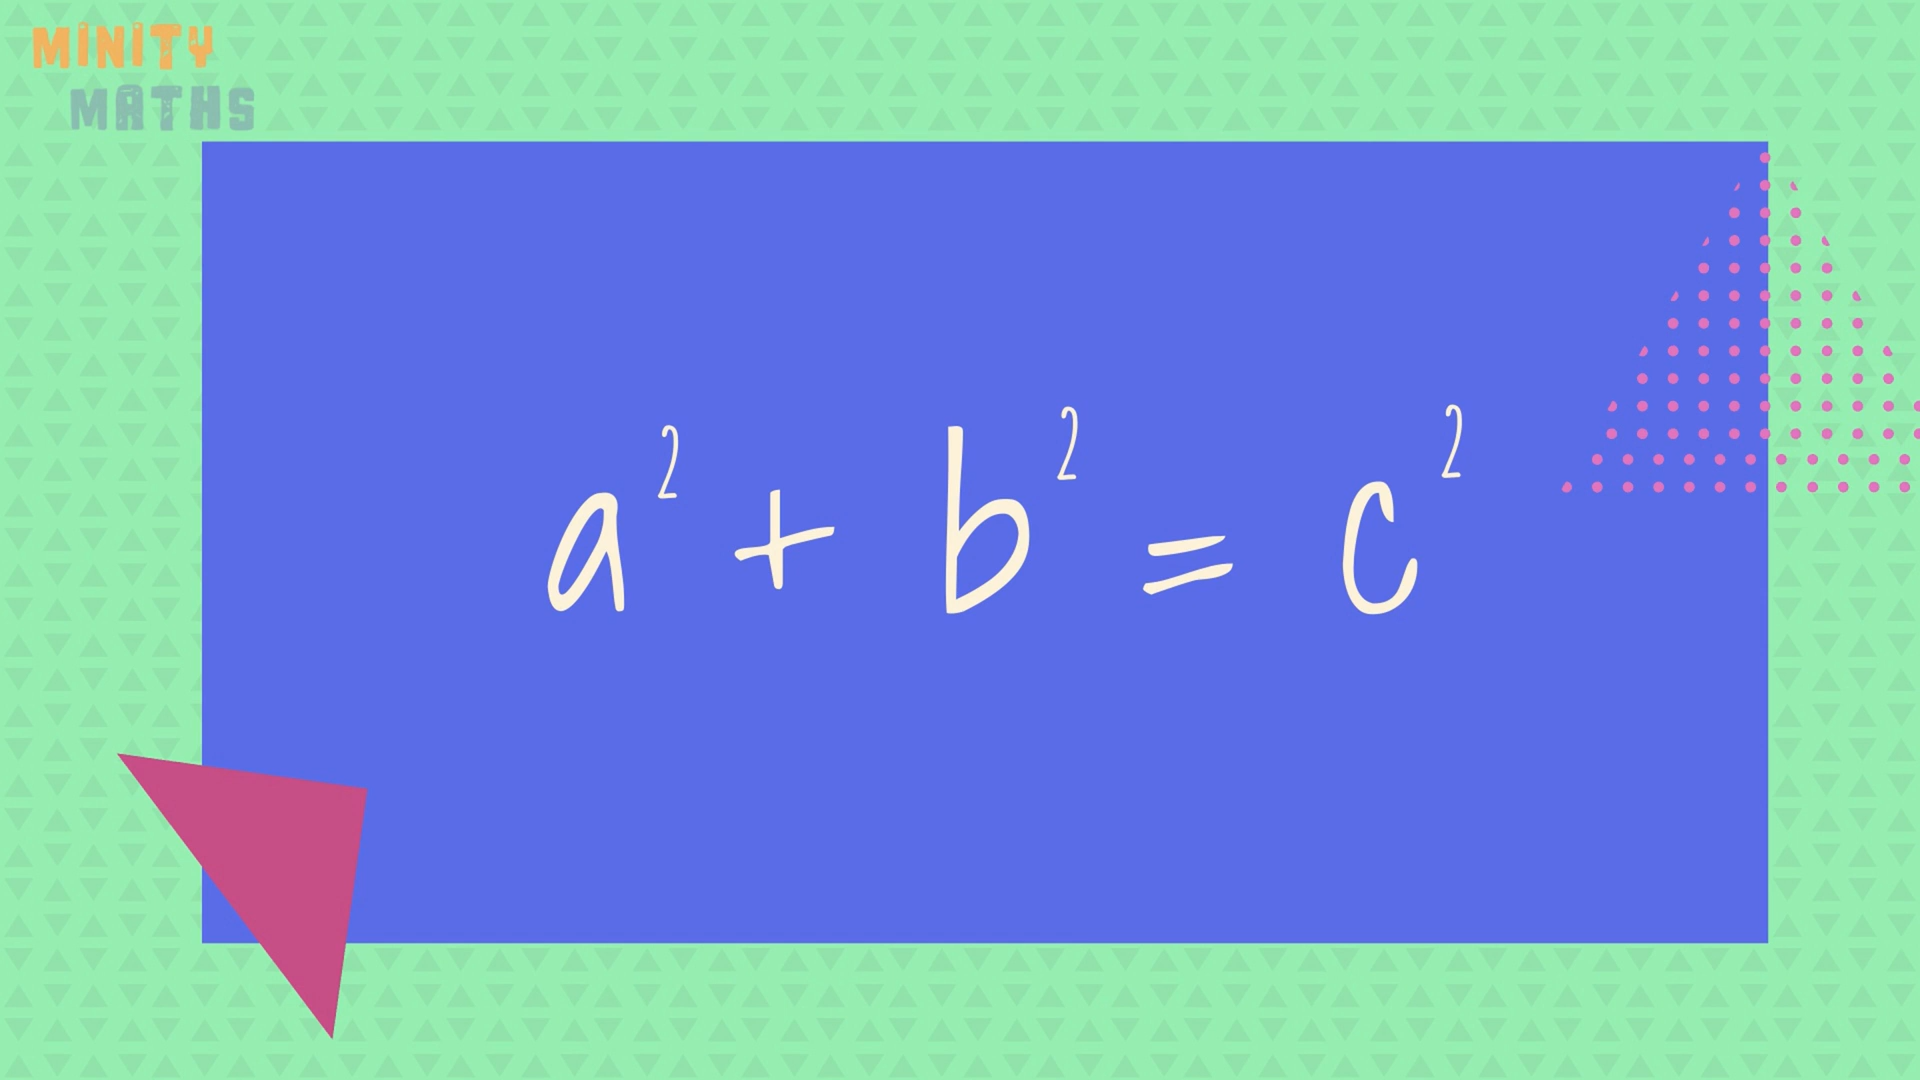 MINITY
MATHS
a² + b² = c²